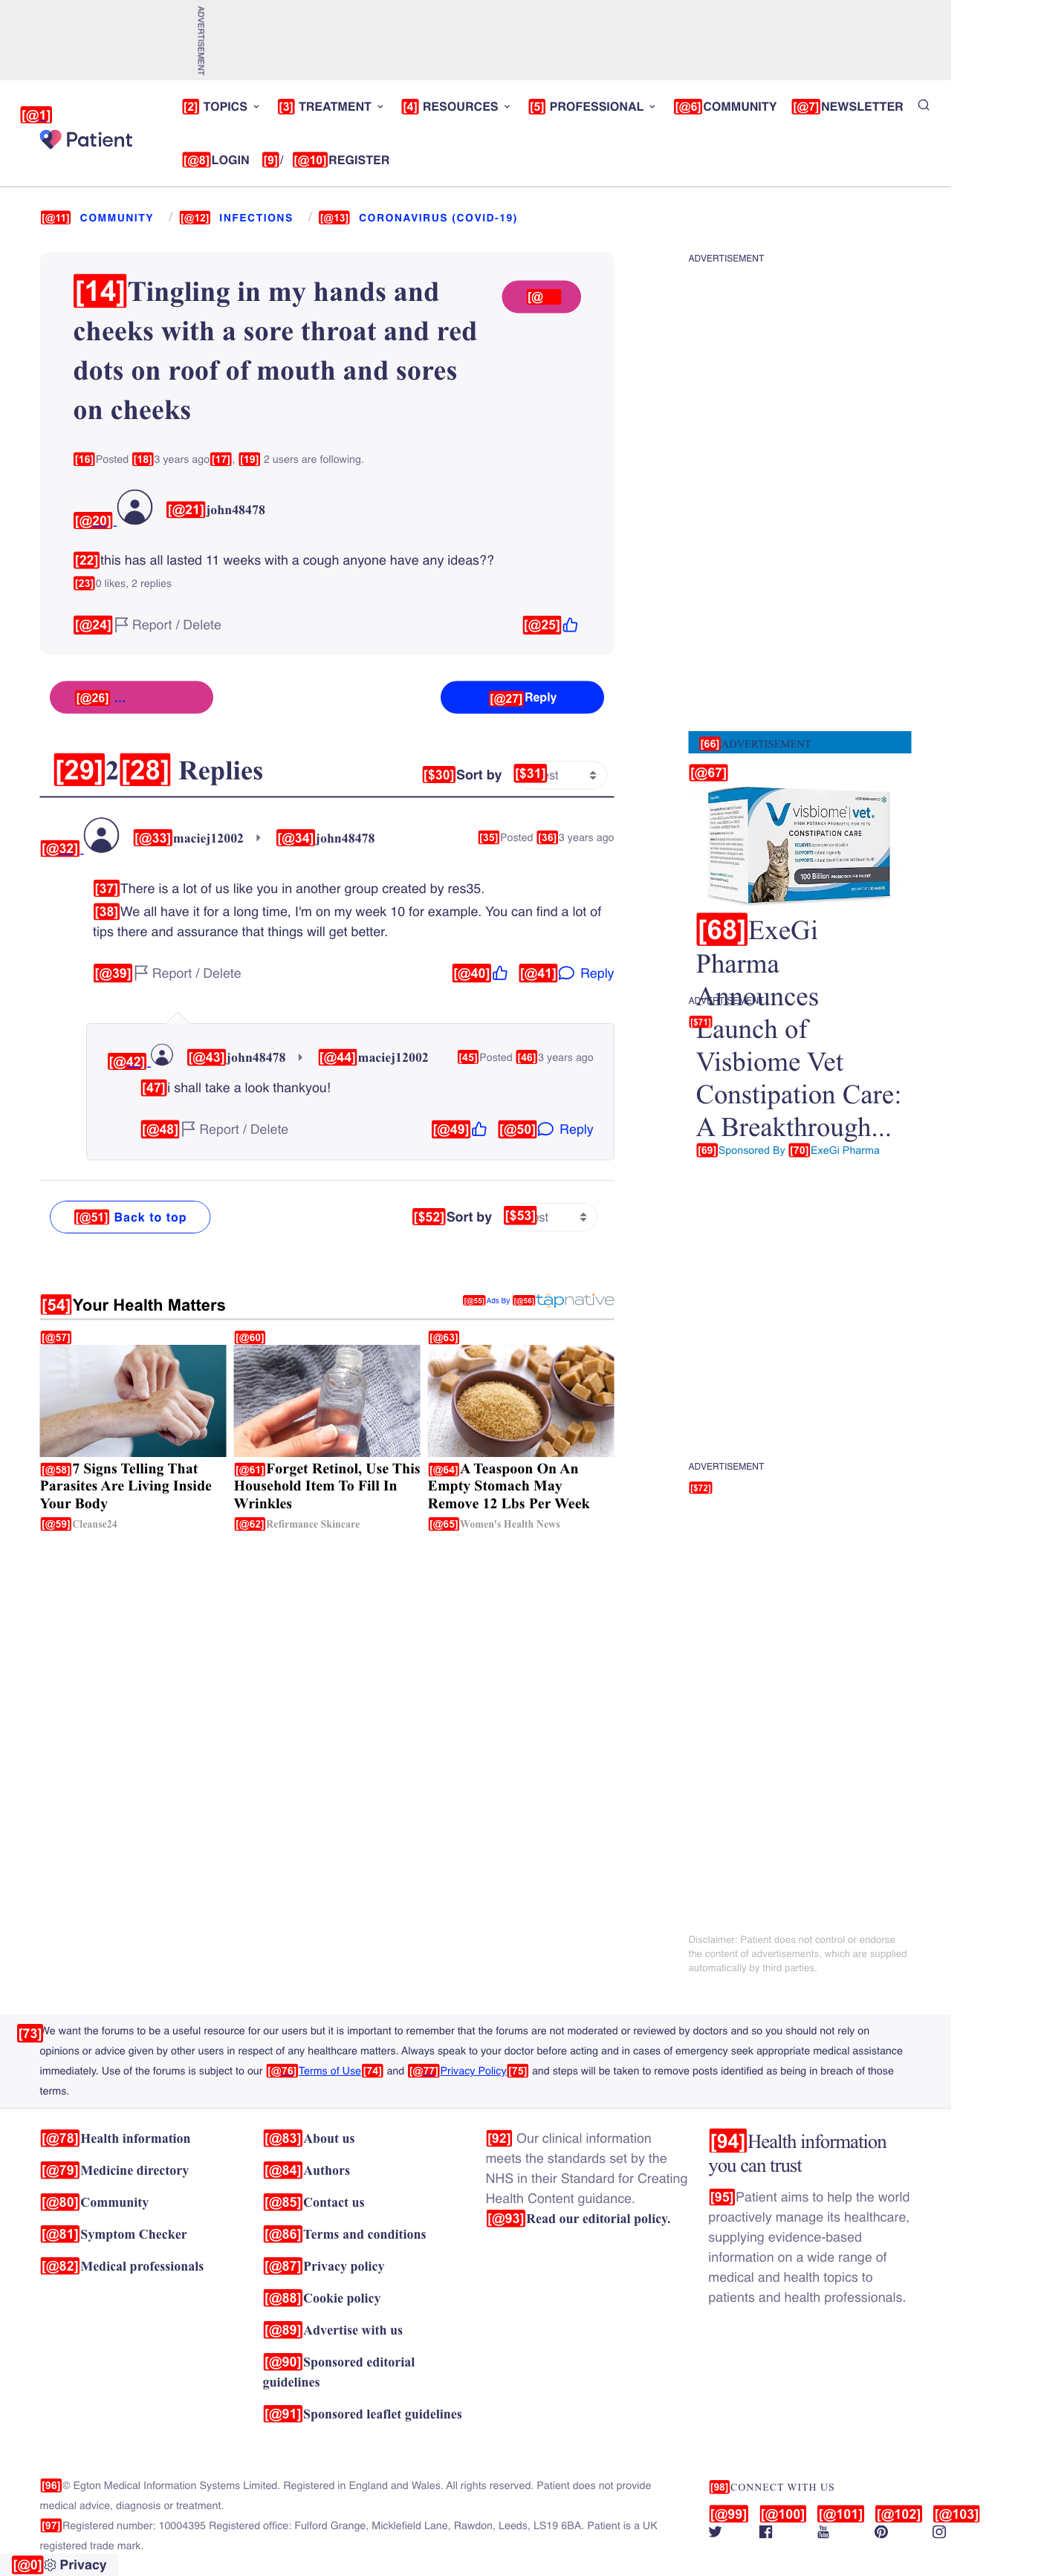 ADVERTISEMENT
[@1]
Patient
[2] TOPICS
[3] TREATMENT
[4] RESOURCES
[5] PROFESSIONAL
[@6]COMMUNITY
[@7]NEWSLETTER
[@8]LOGIN [9]/ [@10]REGISTER
[@11] COMMUNITY / [@12] INFECTIONS / [@13] CORONAVIRUS (COVID-19)
ADVERTISEMENT
[14]Tingling in my hands and
cheeks with a sore throat and red
dots on roof of mouth and sores
on cheeks
[@
[16]Posted [18]3 years ago[17], [19] 2 users are following.
[@20] [@21]john48478
[22]this has all lasted 11 weeks with a cough anyone have any ideas??
[23]0 likes, 2 replies
[@24] Report / Delete [@25]
[@26] ... [@27]Reply
[29]2[28] Replies [$30]Sort by [$31]est
[@32] [@33]maciej12002 [@34]john48478 [35]Posted [36]3 years ago
[37]There is a lot of us like you in another group created by res35.
[38]We all have it for a long time, I'm on my week 10 for example. You can find a lot of
tips there and assurance that things will get better.
[@39] Report / Delete [@40] [@41] Reply
[@42] [@43]john48478 [@44]maciej12002 [45]Posted [46]3 years ago
[47]i shall take a look thankyou!
[@48] Report / Delete [@49] [@50] Reply
[@51] Back to top [$52]Sort by [$53]est
[66]ADVERTISEMENT
[@67]
Visbiome | vet.
CONSTIPATION CARE
100 Billion
[68]ExeGi
Pharma
Announces
ADVERTISEMENT
[$71]
Launch of
Visbiome Vet
Constipation Care:
A Breakthrough...
[69]Sponsored By [70]ExeGi Pharma
[54]Your Health Matters [@55]Ads By [@56]tapnative
[@57] [@60] [@63]
[@58]7 Signs Telling That
Parasites Are Living Inside
Your Body
[@59]Cleanse24
[@61]Forget Retinol, Use This
Household Item To Fill In
Wrinkles
[@62]Refirmance Skincare
[@64]A Teaspoon On An
Empty Stomach May
Remove 12 Lbs Per Week
[@65]Women's Health News
ADVERTISEMENT
[$72]
Disclaimer: Patient does not control or endorse
the content of advertisements, which are supplied
automatically by third parties.
[73]We want the forums to be a useful resource for our users but it is important to remember that the forums are not moderated or reviewed by doctors and so you should not rely on
opinions or advice given by other users in respect of any healthcare matters. Always speak to your doctor before acting and in cases of emergency seek appropriate medical assistance
immediately. Use of the forums is subject to our [@76]Terms of Use[74] and [@77]Privacy Policy[75] and steps will be taken to remove posts identified as being in breach of those
terms.
[@78]Health information
[@79]Medicine directory
[@80]Community
[@81]Symptom Checker
[@82]Medical professionals
[@83]About us
[@84]Authors
[@85]Contact us
[@86]Terms and conditions
[@87]Privacy policy
[@88]Cookie policy
[@89]Advertise with us
[@90]Sponsored editorial
guidelines
[@91]Sponsored leaflet guidelines
[92] Our clinical information
meets the standards set by the
NHS in their Standard for Creating
Health Content guidance.
[@93]Read our editorial policy.
[94]Health information
you can trust
[95]Patient aims to help the world
proactively manage its healthcare,
supplying evidence-based
information on a wide range of
medical and health topics to
patients and health professionals.
[96]© Egton Medical Information Systems Limited. Registered in England and Wales. All rights reserved. Patient does not provide
medical advice, diagnosis or treatment.
[97]Registered number: 10004395 Registered office: Fulford Grange, Micklefield Lane, Rawdon, Leeds, LS19 6BA. Patient is a UK
registered trade mark.
[98]CONNECT WITH US
[@99] [@100] [@101] [@102] [@103]
[@0] Privacy